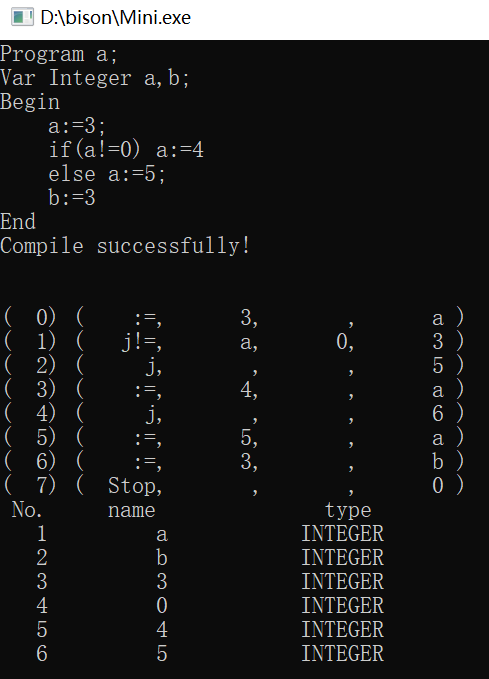 D:\bison\Mini.exe
Program a;
Var Integer a,b;
Begin
    a:=3;
    if(a!=0) a:=4
    else a:=5;
    b:=3
End
Compile successfully!
(  0) (    :=,      3,       ,      a )
(  1) (   j!=,      a,      0,      3 )
(  2) (     j,       ,       ,      5 )
(  3) (    :=,      4,       ,      a )
(  4) (     j,       ,       ,      6 )
(  5) (    :=,      5,       ,      a )
(  6) (    :=,      3,       ,      b )
(  7) (  Stop,       ,       ,      0 )
 No.     name              type
   1         a           INTEGER
   2         b           INTEGER
   3         3           INTEGER
   4         0           INTEGER
   5         4           INTEGER
   6         5           INTEGER